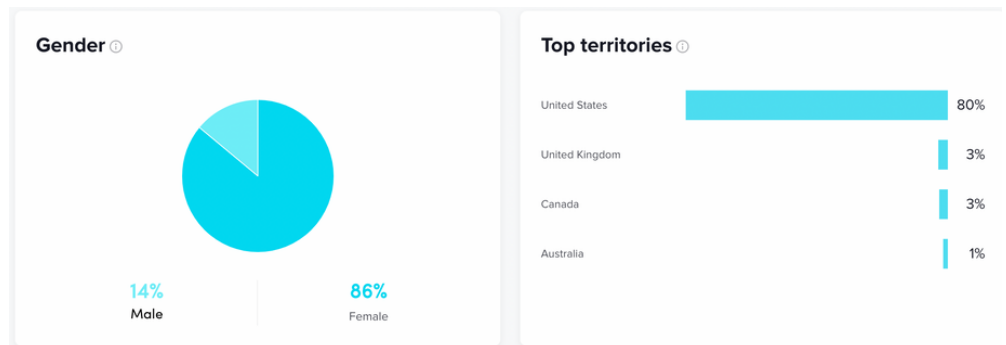 Gender
14%
Male
86%
Female
Top territories
United States 80%
United Kingdom 3%
Canada 3%
Australia 1%